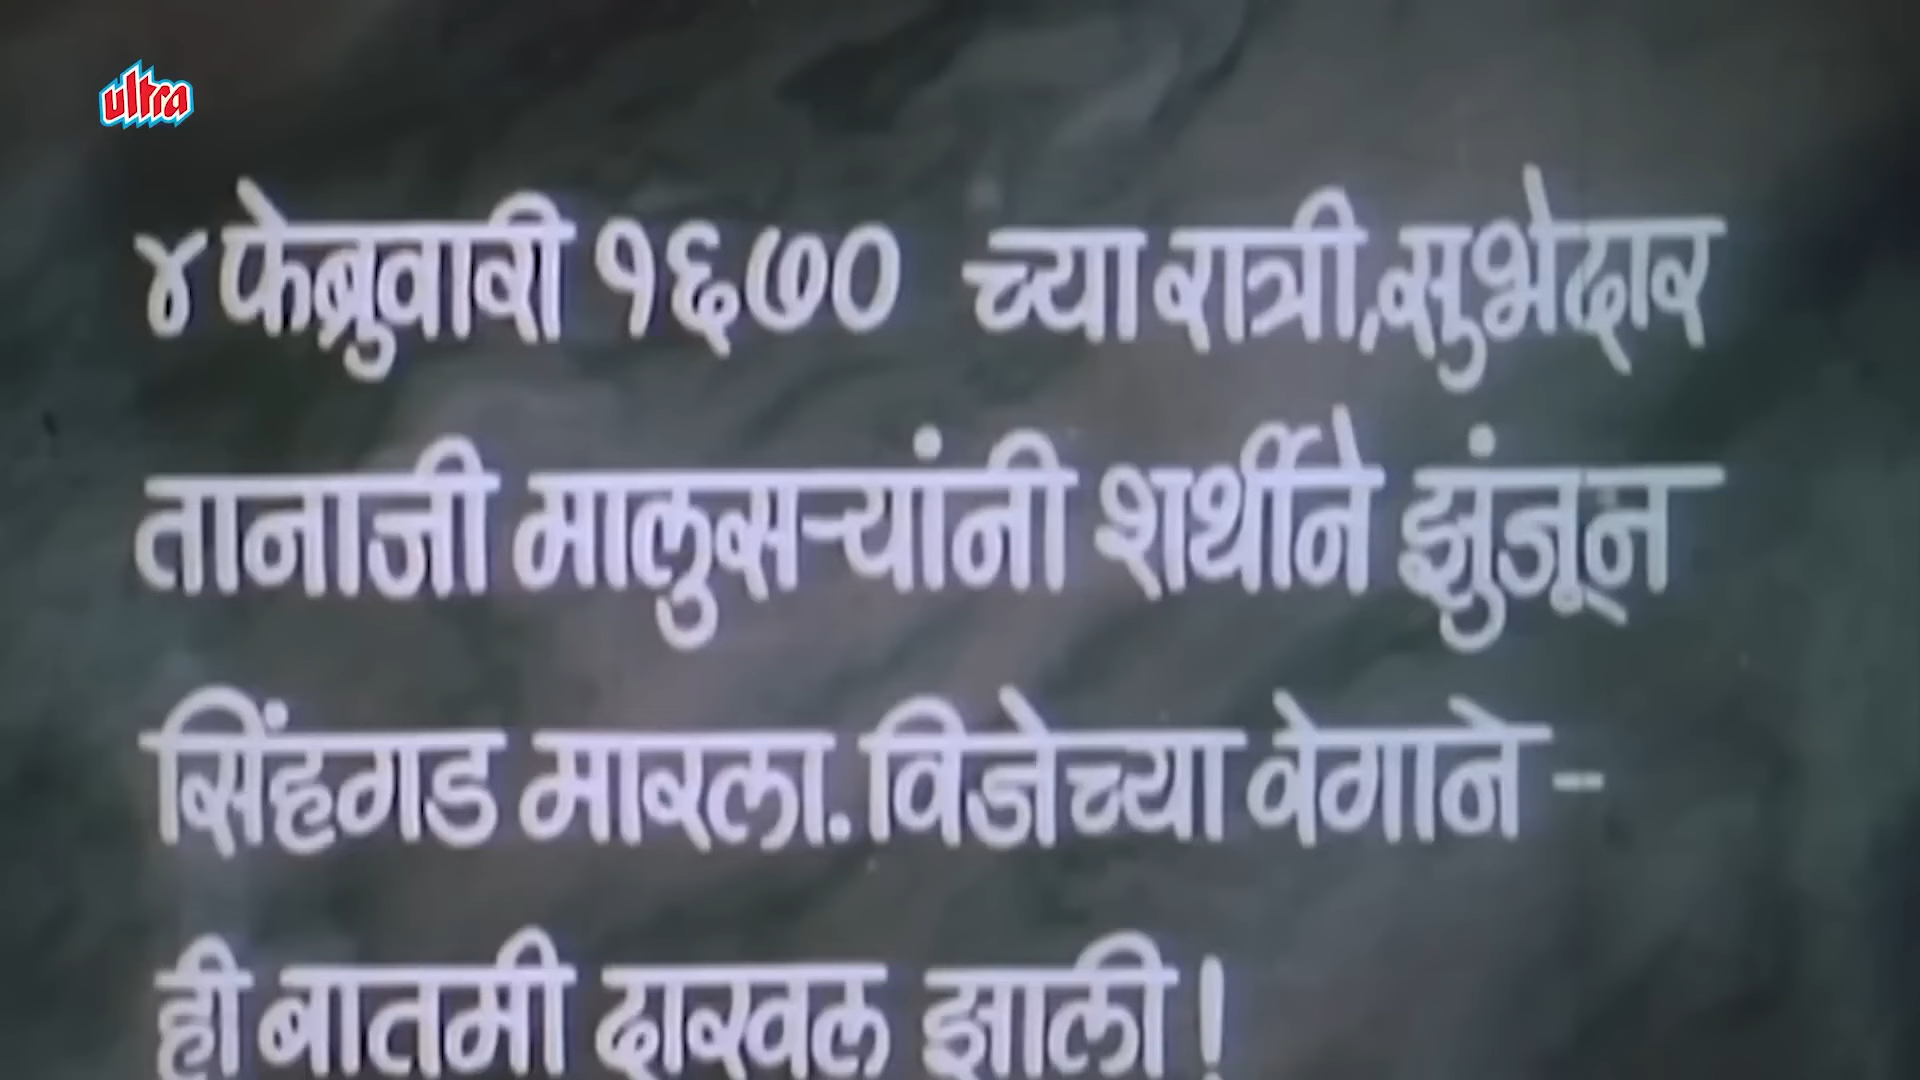 ultra
४ फेब्रुवारी १६७० च्या रात्री, सुभेदार
तानाजी मालुसऱ्यांनी शर्थीने झुंजून
सिंहगड मारला. विजेच्या वेगाने -
ही बातमी दाखल झाली !